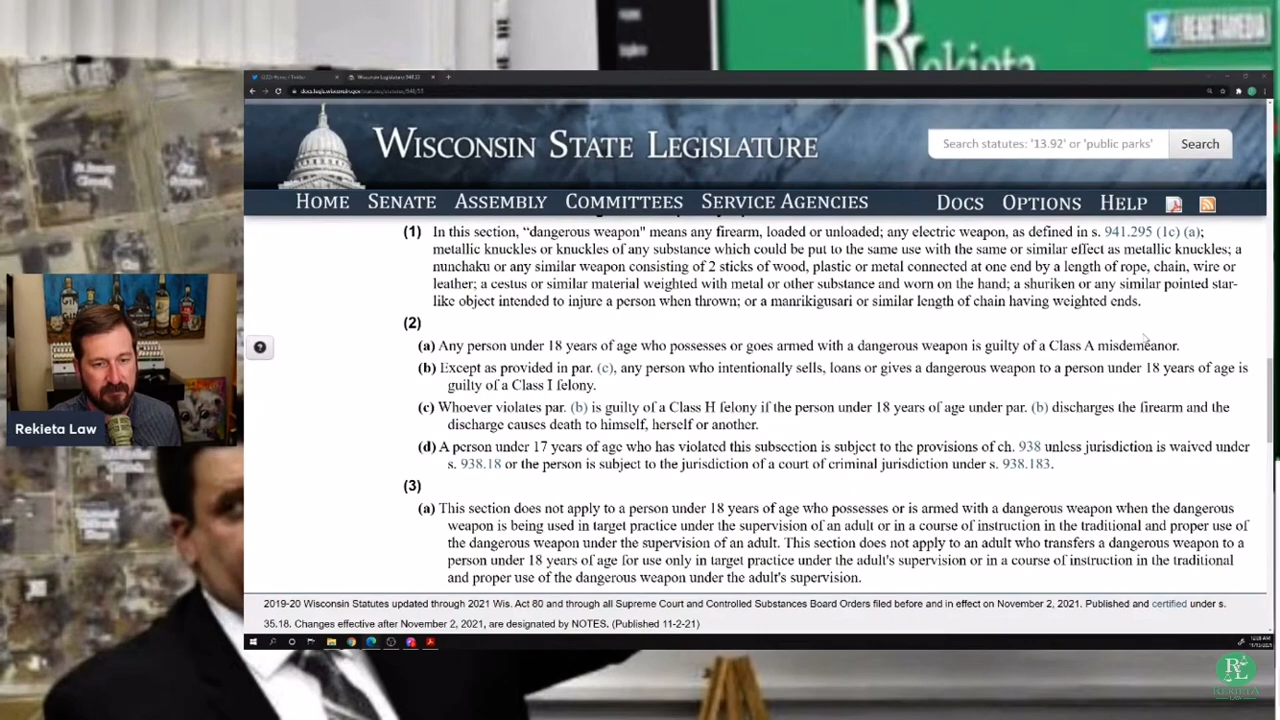 @REKIETAMEDIA
Rekieta
Wisconsin Legislature: 948.55
docs.legis.wisconsin.gov/statutes/statutes/948/55
WISCONSIN STATE LEGISLATURE
Search statutes: '13.92' or 'public parks'
Search
HOME SENATE ASSEMBLY COMMITTEES SERVICE AGENCIES DOCS OPTIONS HELP
(1) In this section, “dangerous weapon" means any firearm, loaded or unloaded; any electric weapon, as defined in s. 941.295 (1c) (a);
metallic knuckles or knuckles of any substance which could be put to the same use with the same or similar effect as metallic knuckles; a
nunchaku or any similar weapon consisting of 2 sticks of wood, plastic or metal connected at one end by a length of rope, chain, wire or
leather; a cestus or similar material weighted with metal or other substance and worn on the hand; a shuriken or any similar pointed star-
like object intended to injure a person when thrown; or a manrikigusari or similar length of chain having weighted ends.
(2)
(a) Any person under 18 years of age who possesses or goes armed with a dangerous weapon is guilty of a Class A misdemeanor.
(b) Except as provided in par. (c), any person who intentionally sells, loans or gives a dangerous weapon to a person under 18 years of age is
guilty of a Class I felony.
(c) Whoever violates par. (b) is guilty of a Class H felony if the person under 18 years of age under par. (b) discharges the firearm and the
discharge causes death to himself, herself or another.
(d) A person under 17 years of age who has violated this subsection is subject to the provisions of ch. 938 unless jurisdiction is waived under
s. 938.18 or the person is subject to the jurisdiction of a court of criminal jurisdiction under s. 938.183.
(3)
(a) This section does not apply to a person under 18 years of age who possesses or is armed with a dangerous weapon when the dangerous
weapon is being used in target practice under the supervision of an adult or in a course of instruction in the traditional and proper use of
the dangerous weapon under the supervision of an adult. This section does not apply to an adult who transfers a dangerous weapon to a
person under 18 years of age for use only in target practice under the adult's supervision or in a course of instruction in the traditional
and proper use of the dangerous weapon under the adult's supervision.
2019-20 Wisconsin Statutes updated through 2021 Wis. Act 80 and through all Supreme Court and Controlled Substances Board Orders filed before and in effect on November 2, 2021. Published and certified under s.
35.18. Changes effective after November 2, 2021, are designated by NOTES. (Published 11-2-21)
Rekieta Law
REKIETA
LAW